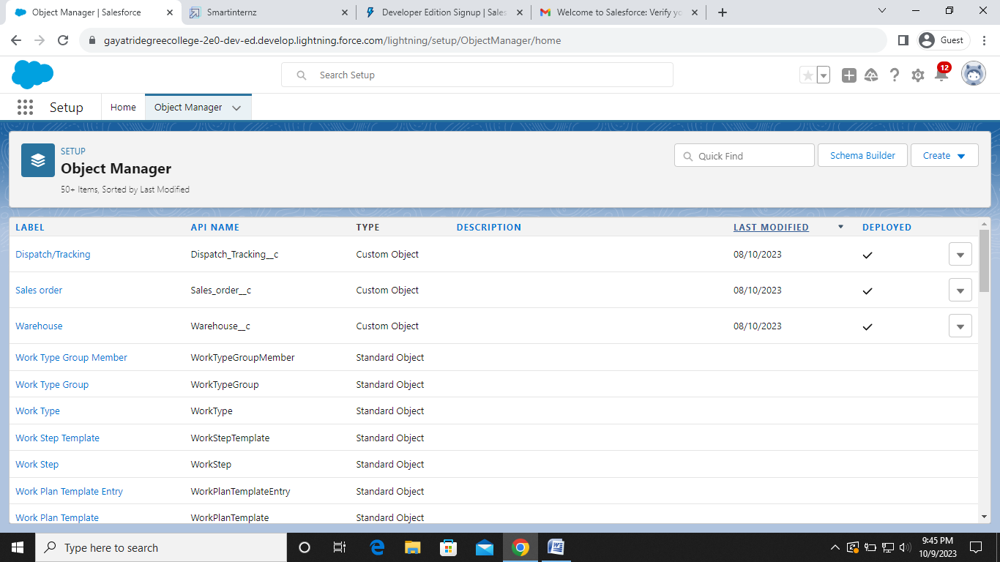 Object Manager | Salesforce
Smartinternz
Developer Edition Signup | Sales
Welcome to Salesforce: Verify yo
gayatridegreecollege-2e0-dev-ed.develop.lightning.force.com/lightning/setup/ObjectManager/home
Guest
Search Setup
12
Setup
Home
Object Manager
SETUP
Object Manager
50+ Items, Sorted by Last Modified
Quick Find
Schema Builder
Create
LABEL API NAME TYPE DESCRIPTION LAST MODIFIED DEPLOYED
Dispatch/Tracking Dispatch_Tracking__c Custom Object 08/10/2023
Sales order Sales_order__c Custom Object 08/10/2023
Warehouse Warehouse__c Custom Object 08/10/2023
Work Type Group Member WorkTypeGroupMember Standard Object
Work Type Group WorkTypeGroup Standard Object
Work Type WorkType Standard Object
Work Step Template WorkStepTemplate Standard Object
Work Step WorkStep Standard Object
Work Plan Template Entry WorkPlanTemplateEntry Standard Object
Work Plan Template WorkPlanTemplate Standard Object
Type here to search
9:45 PM
10/9/2023